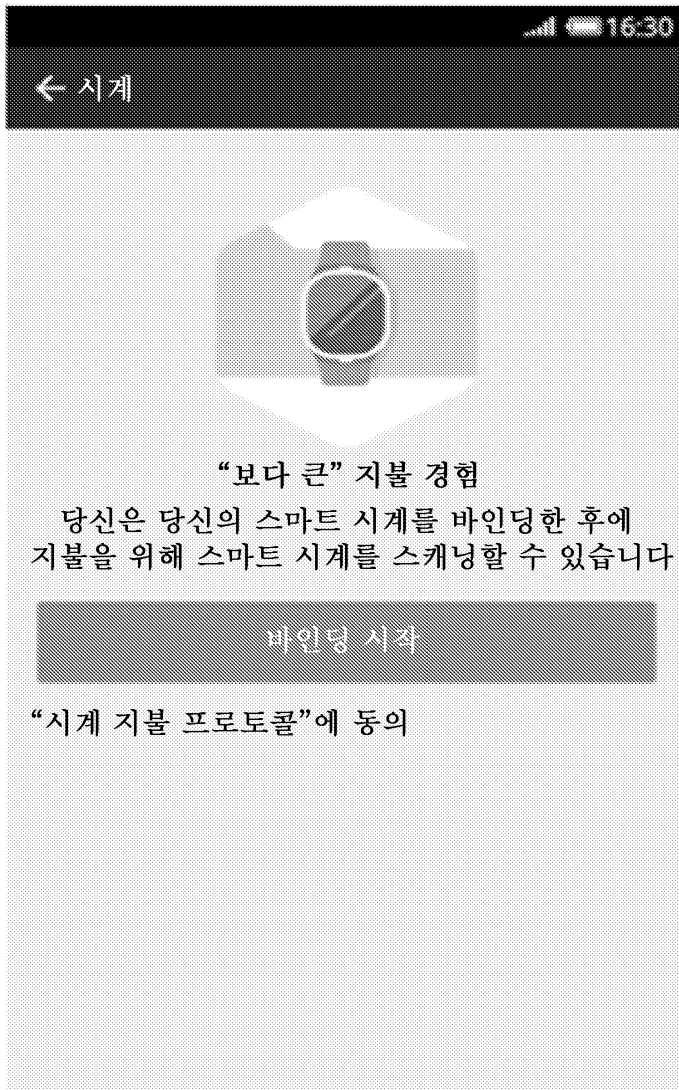 16:30
← 시계
“보다 큰” 지불 경험
당신은 당신의 스마트 시계를 바인딩한 후에
지불을 위해 스마트 시계를 스캐닝할 수 있습니다
바인딩 시작
“시계 지불 프로토콜”에 동의